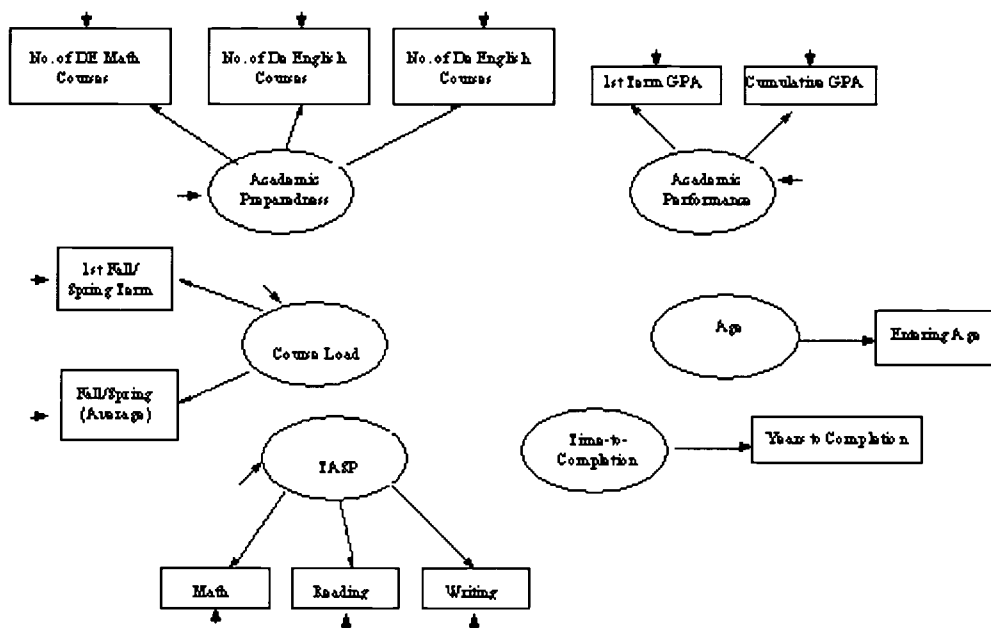 No. of DE Math
Courses
No. of De English
Courses
No. of De English
Courses
1st Term GPA
Cumulative GPA
Academic
Preparedness
Academic
Performance
1st Fall/
Spring Term
Course Load
Age
Entering Age
Fall/Spring
(Average)
TASP
Time-to-
Completion
Years to Completion
Math
Reading
Writing